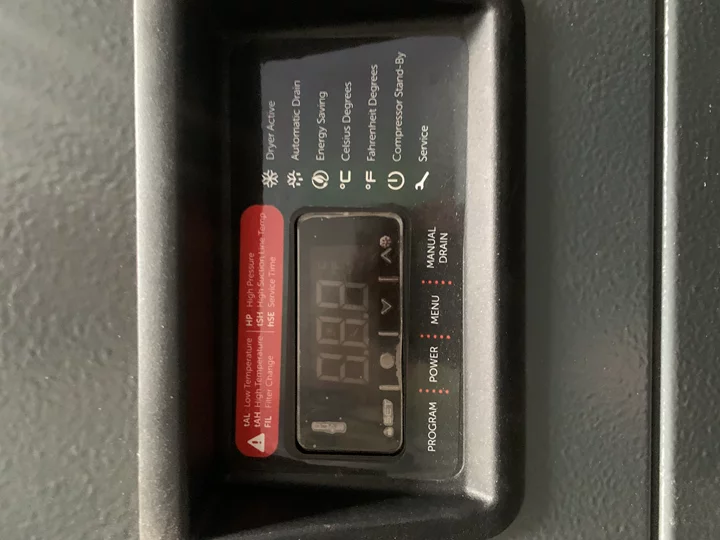 tAL Low Temperature HP High Pressure
tAH High Temperature tSH High Suction Line Temp
FIL Filter Change hSE Service Time
Dryer Active
Automatic Drain
Energy Saving
°C Celsius Degrees
°F Fahrenheit Degrees
Compressor Stand-By
Service
SET
PROGRAM POWER MENU MANUAL
DRAIN